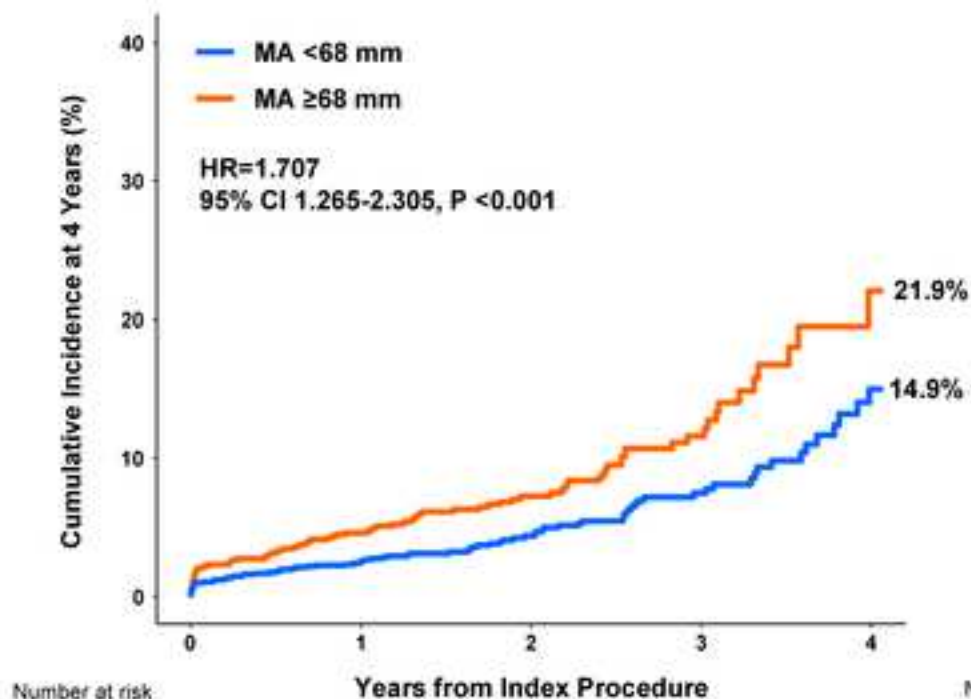 40
MA <68 mm
MA ≥68 mm
HR=1.707
30
95% CI 1.265-2.305, P <0.001
Cumulative Incidence at 4 Years (%)
21.9%
20
14.9%
10
0
0 1 2 3 4
Years from Index Procedure
Number at risk
N